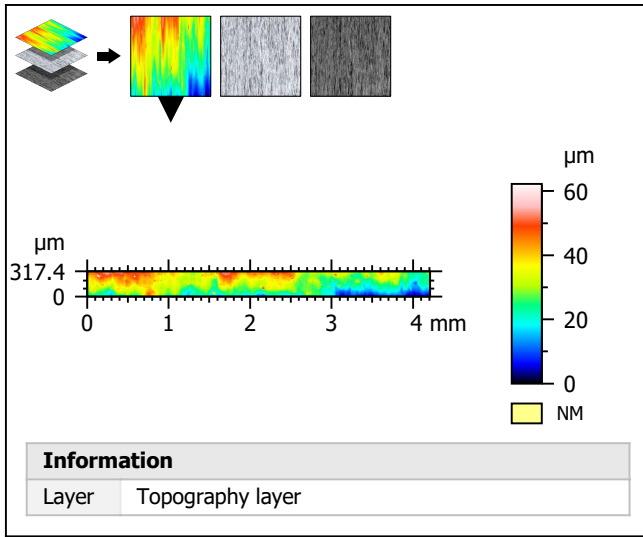 µm
60
40
20
0
NM
µm
317.4
0
0 1 2 3 4 mm
Information
Layer Topography layer